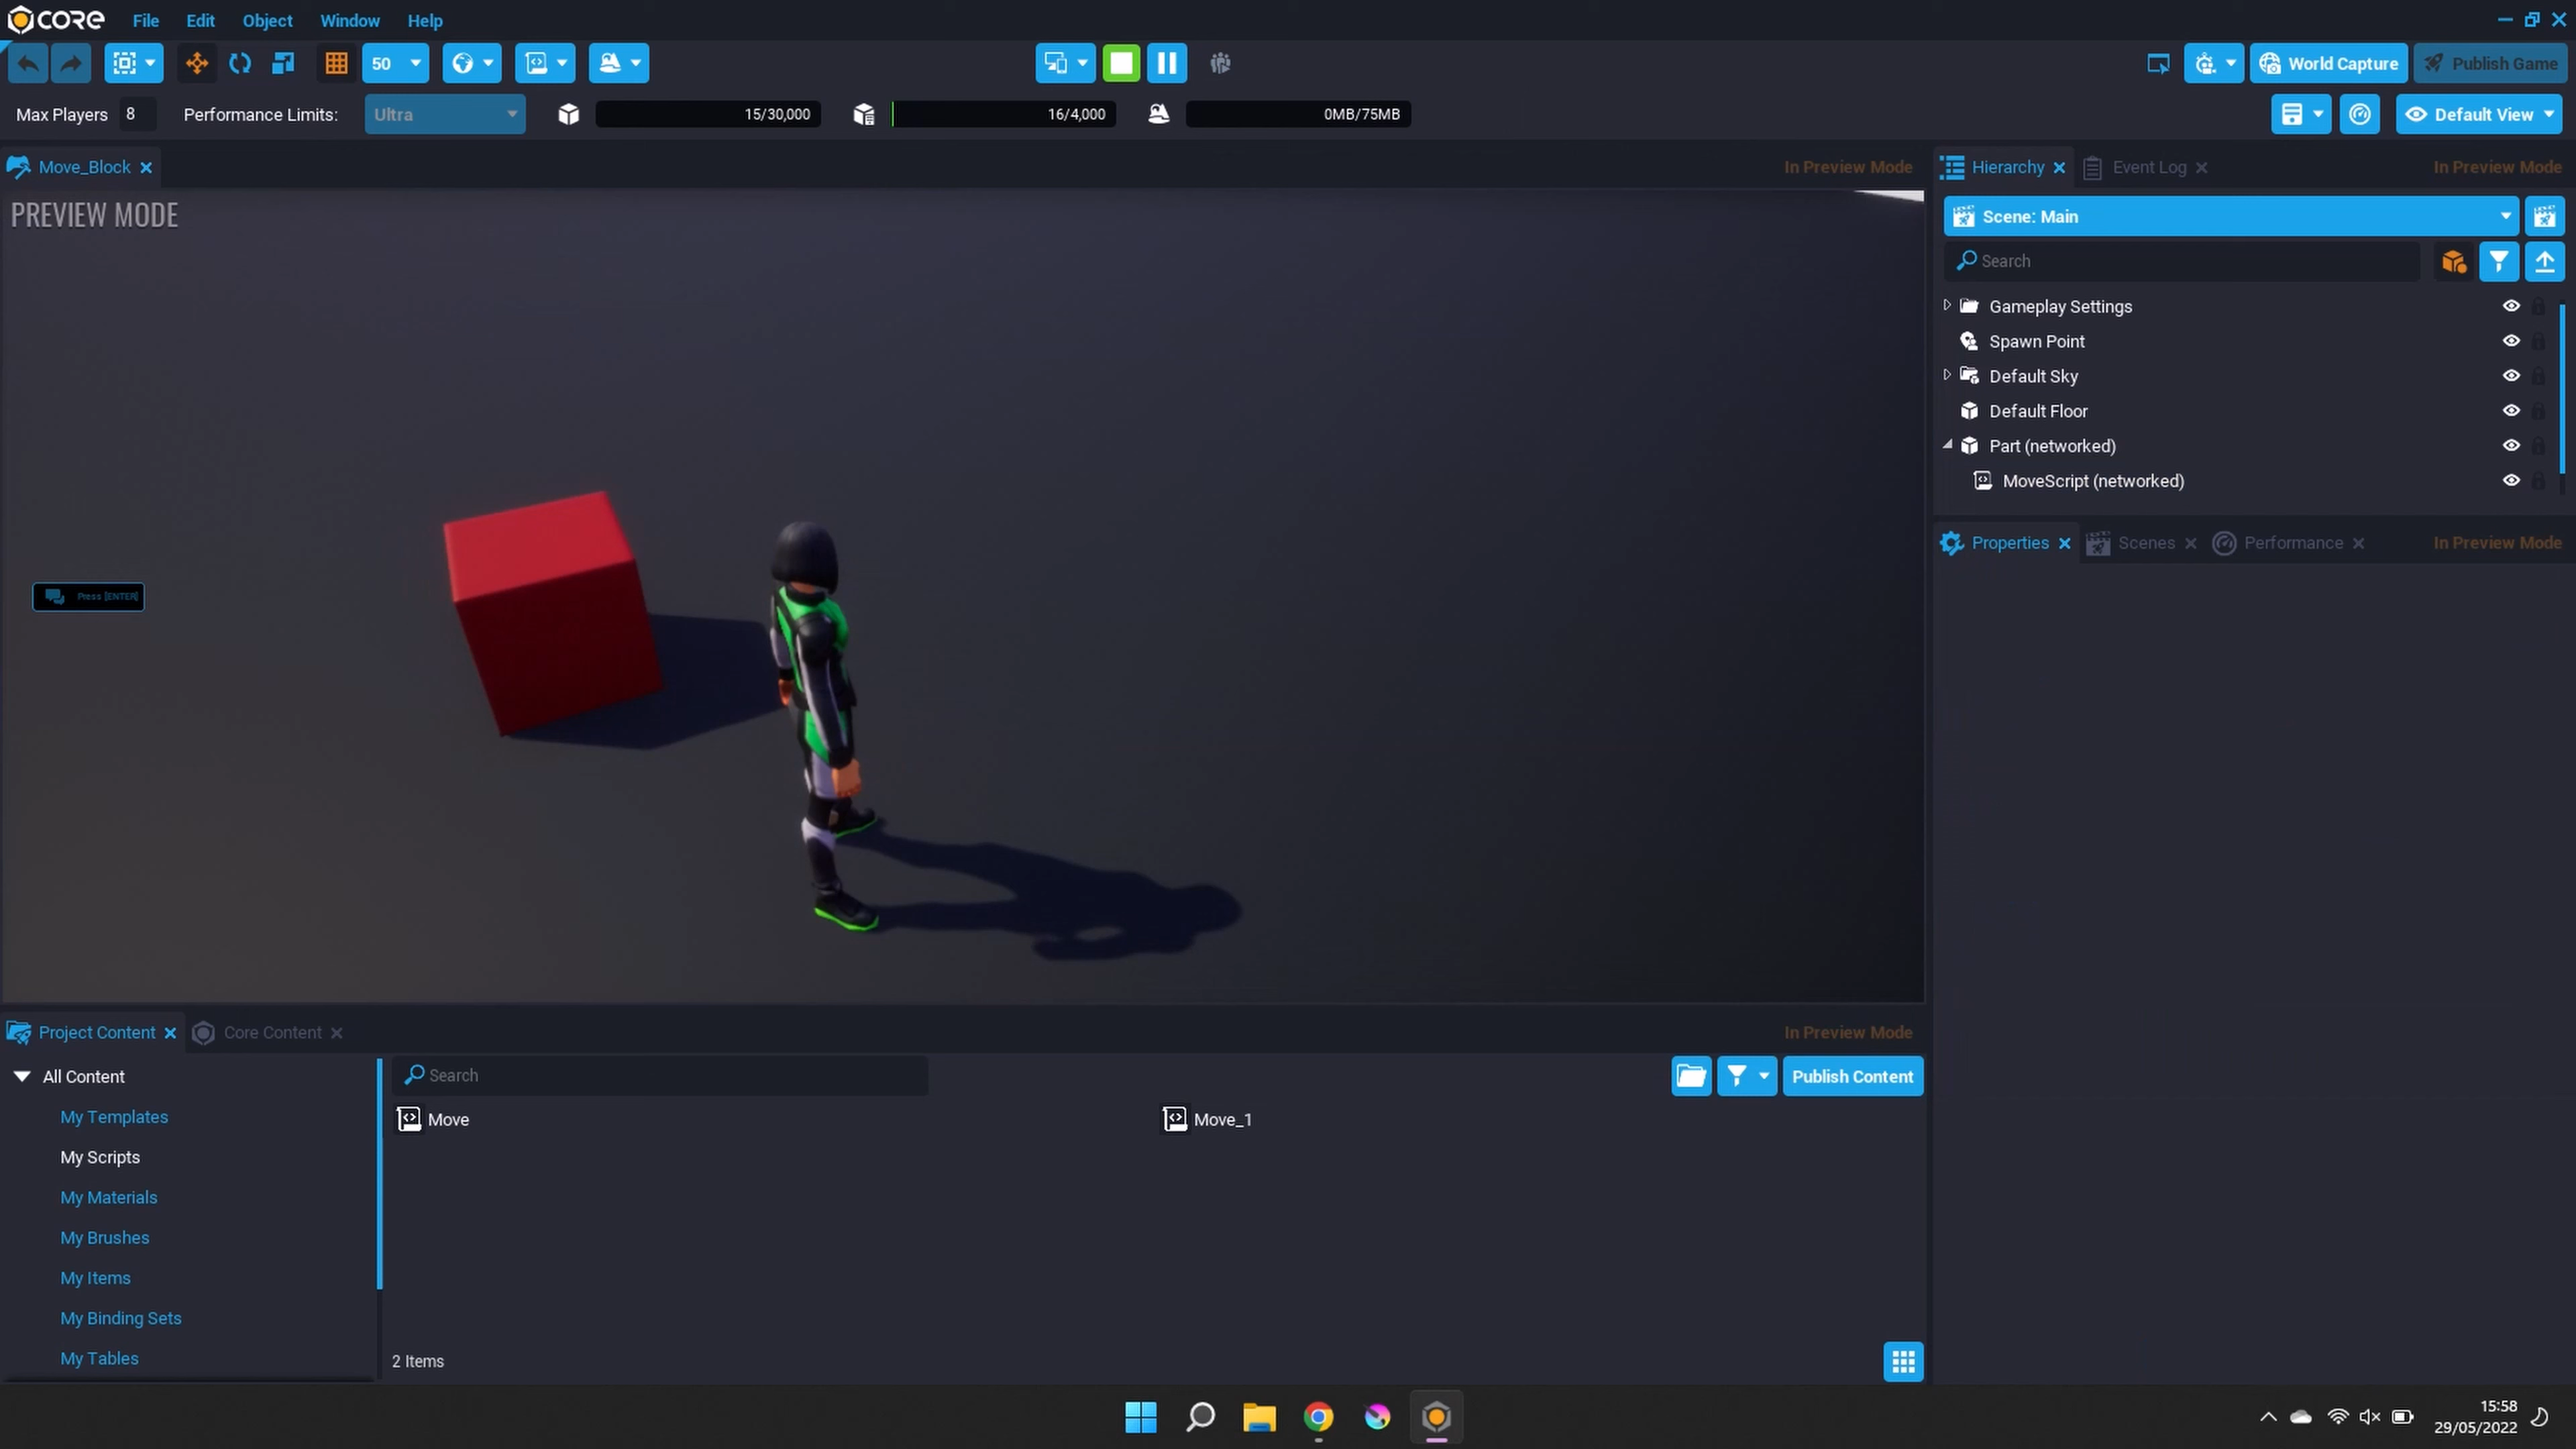 CORE File Edit Object Window Help
50 World Capture Publish Game
Max Players 8 Performance Limits: Ultra 15/30,000 16/4,000 0MB/75MB Default View
Move_Block In Preview Mode
PREVIEW MODE
Press [ENTER]
Hierarchy Event Log In Preview Mode
Scene: Main
Search
Gameplay Settings
Spawn Point
Default Sky
Default Floor
Part (networked)
MoveScript (networked)
Properties Scenes Performance In Preview Mode
Project Content Core Content In Preview Mode
All Content
My Templates
My Scripts
My Materials
My Brushes
My Items
My Binding Sets
My Tables
Search Publish Content
Move Move_1
2 Items
15:58
29/05/2022